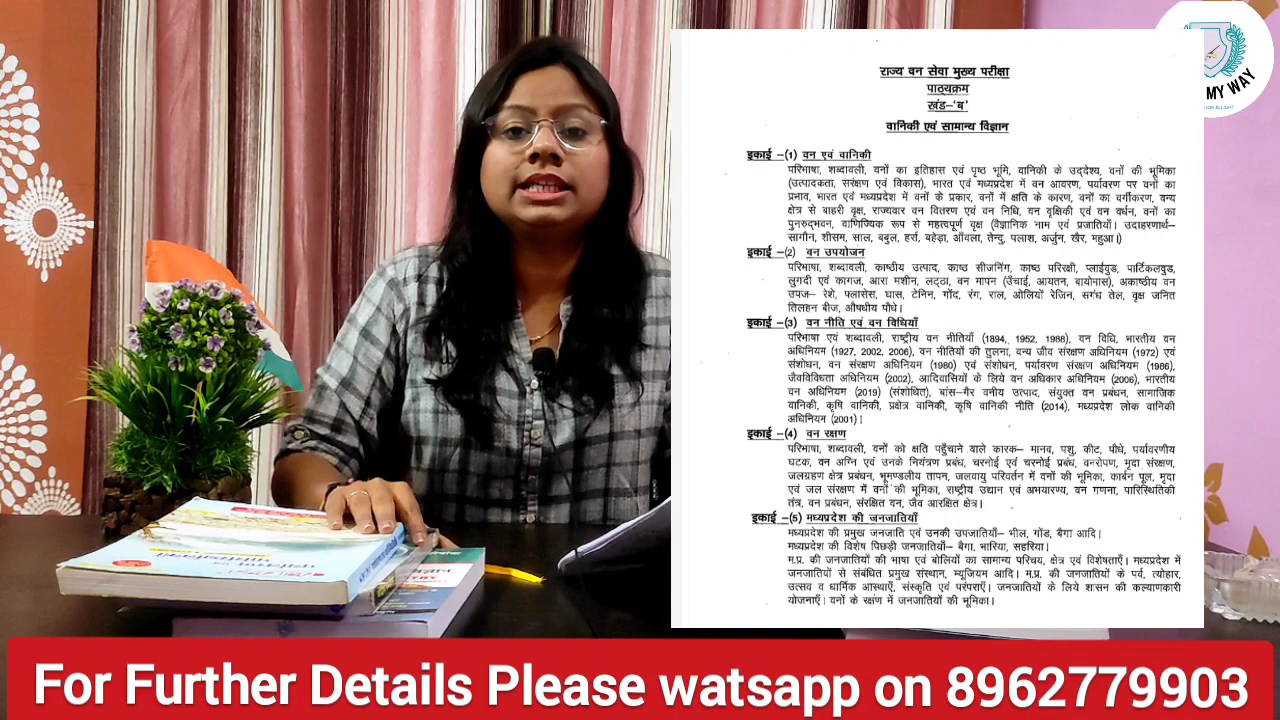 राज्य वन सेवा मुख्य परीक्षा
पाठ्यक्रम
खंड–'ब'
वानिकी एवं सामान्य विज्ञान
इकाई –(1) वन एवं वानिकी
परिभाषा, शब्दावली, वनों का इतिहास एवं पृष्ठ भूमि, वानिकी के उद्देश्य, वनों की भूमिका
(उत्पादकता, संरक्षण एवं विकास), भारत एवं मध्यप्रदेश में वन आवरण, पर्यावरण पर वनों का
प्रभाव, भारत एवं मध्यप्रदेश में वनों के प्रकार, वनों में क्षति के कारण, वनों का वर्गीकरण, वन्य
क्षेत्र से बाहरी वृक्ष, राज्यवार वन वितरण एवं वन निधि, वन वृक्षिकी एवं वन वर्धन, वनों का
पुनरुद्भवन, वाणिज्यिक रूप से महत्वपूर्ण वृक्ष (वैज्ञानिक नाम एवं प्रजातियाँ। उदाहरणार्थ–
सागौन, शीसम, साल, बबुल, हर्रा, बहेड़ा, आँवला, तेन्दु, पलाश, अर्जुन, खैर, महुआ।)
इकाई –(2) वन उपयोजन
परिभाषा, शब्दावली, काष्ठीय उत्पाद, काष्ठ सीजनिंग, काष्ठ परिरक्षी, प्लाईवुड, पार्टिकलवुड,
लुगदी एवं कागज, आरा मशीन, लट्ठा, वन मापन (उँचाई, आयतन, बायोमास), अकाष्ठीय वन
उपज– रेशे, फ्लासेस, घास, टेनिन, गोंद, रंग, राल, ओलियो रेजिन, सगंध तेल, वृक्ष जनित
तिलहन बीज, औषधीय पौधे।
इकाई –(3) वन नीति एवं वन विधियाँ
परिभाषा एवं शब्दावली, राष्ट्रीय वन नीतियाँ (1894, 1952, 1988), वन विधि, भारतीय वन
अधिनियम (1927, 2002, 2006), वन नीतियों की तुलना, वन्य जीव संरक्षण अधिनियम (1972) एवं
संशोधन, वन संरक्षण अधिनियम (1980) एवं संशोधन, पर्यावरण संरक्षण अधिनियम (1986),
जैवविविधता अधिनियम (2002), आदिवासियों के लिये वन अधिकार अधिनियम (2006), भारतीय
वन अधिनियम (2019) (संशोधित), बांस–गैर वनीय उत्पाद, संयुक्त वन प्रबंधन, सामाजिक
वानिकी, कृषि वानिकी, प्रक्षेत्र वानिकी, कृषि वानिकी नीति (2014), मध्यप्रदेश लोक वानिकी
अधिनियम (2001)।
इकाई –(4) वन रक्षण
परिभाषा, शब्दावली, वनों को क्षति पहुँचाने वाले कारक– मानव, पशु, कीट, पौधे, पर्यावरणीय
घटक, वन अग्नि एवं उनके नियंत्रण प्रबंध, चरनोई एवं चरनोई प्रबंध, वनरोपण, मृदा संरक्षण,
जलग्रहण क्षेत्र प्रबंधन, भूमण्डलीय तापन, जलवायु परिवर्तन में वनों की भूमिका, कार्बन पूल, मृदा
एवं जल संरक्षण में वनों की भूमिका, राष्ट्रीय उद्यान एवं अभयारण्य, वन गणना, पारिस्थितिकी
तंत्र, वन प्रबंधन, संरक्षित वन, जैव आरक्षित क्षेत्र।
इकाई –(5) मध्यप्रदेश की जनजातियाँ
मध्यप्रदेश की प्रमुख जनजाति एवं उनकी उपजातियाँ– भील, गोंड, बैगा आदि।
मध्यप्रदेश की विशेष पिछड़ी जनजातियाँ– बैगा, भारिया, सहरिया।
म.प्र. की जनजातियों की भाषा एवं बोलियों का सामान्य परिचय, क्षेत्र एवं विशेषताएँ। मध्यप्रदेश में
जनजातियों से संबंधित प्रमुख संस्थान, म्यूजियम आदि। म.प्र. की जनजातियों के पर्व, त्योहार,
उत्सव व धार्मिक आस्थाएँ, संस्कृति एवं परंपराएँ। जनजातियों के लिये शासन की कल्याणकारी
योजनाएँ। वनों के रक्षण में जनजातियों की भूमिका।
MY WAY
For Further Details Please watsapp on 8962779903